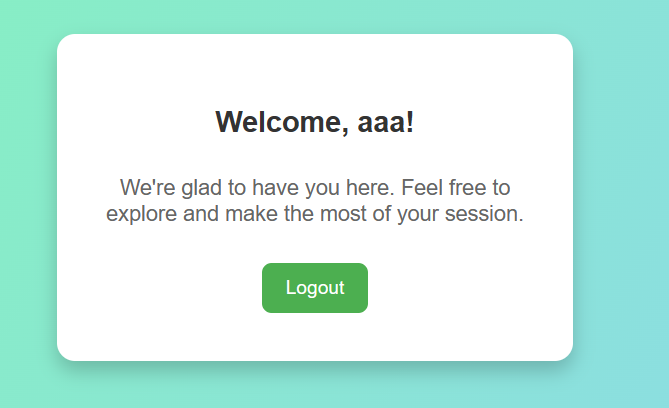 Welcome, aaa!
We're glad to have you here. Feel free to
explore and make the most of your session.
Logout